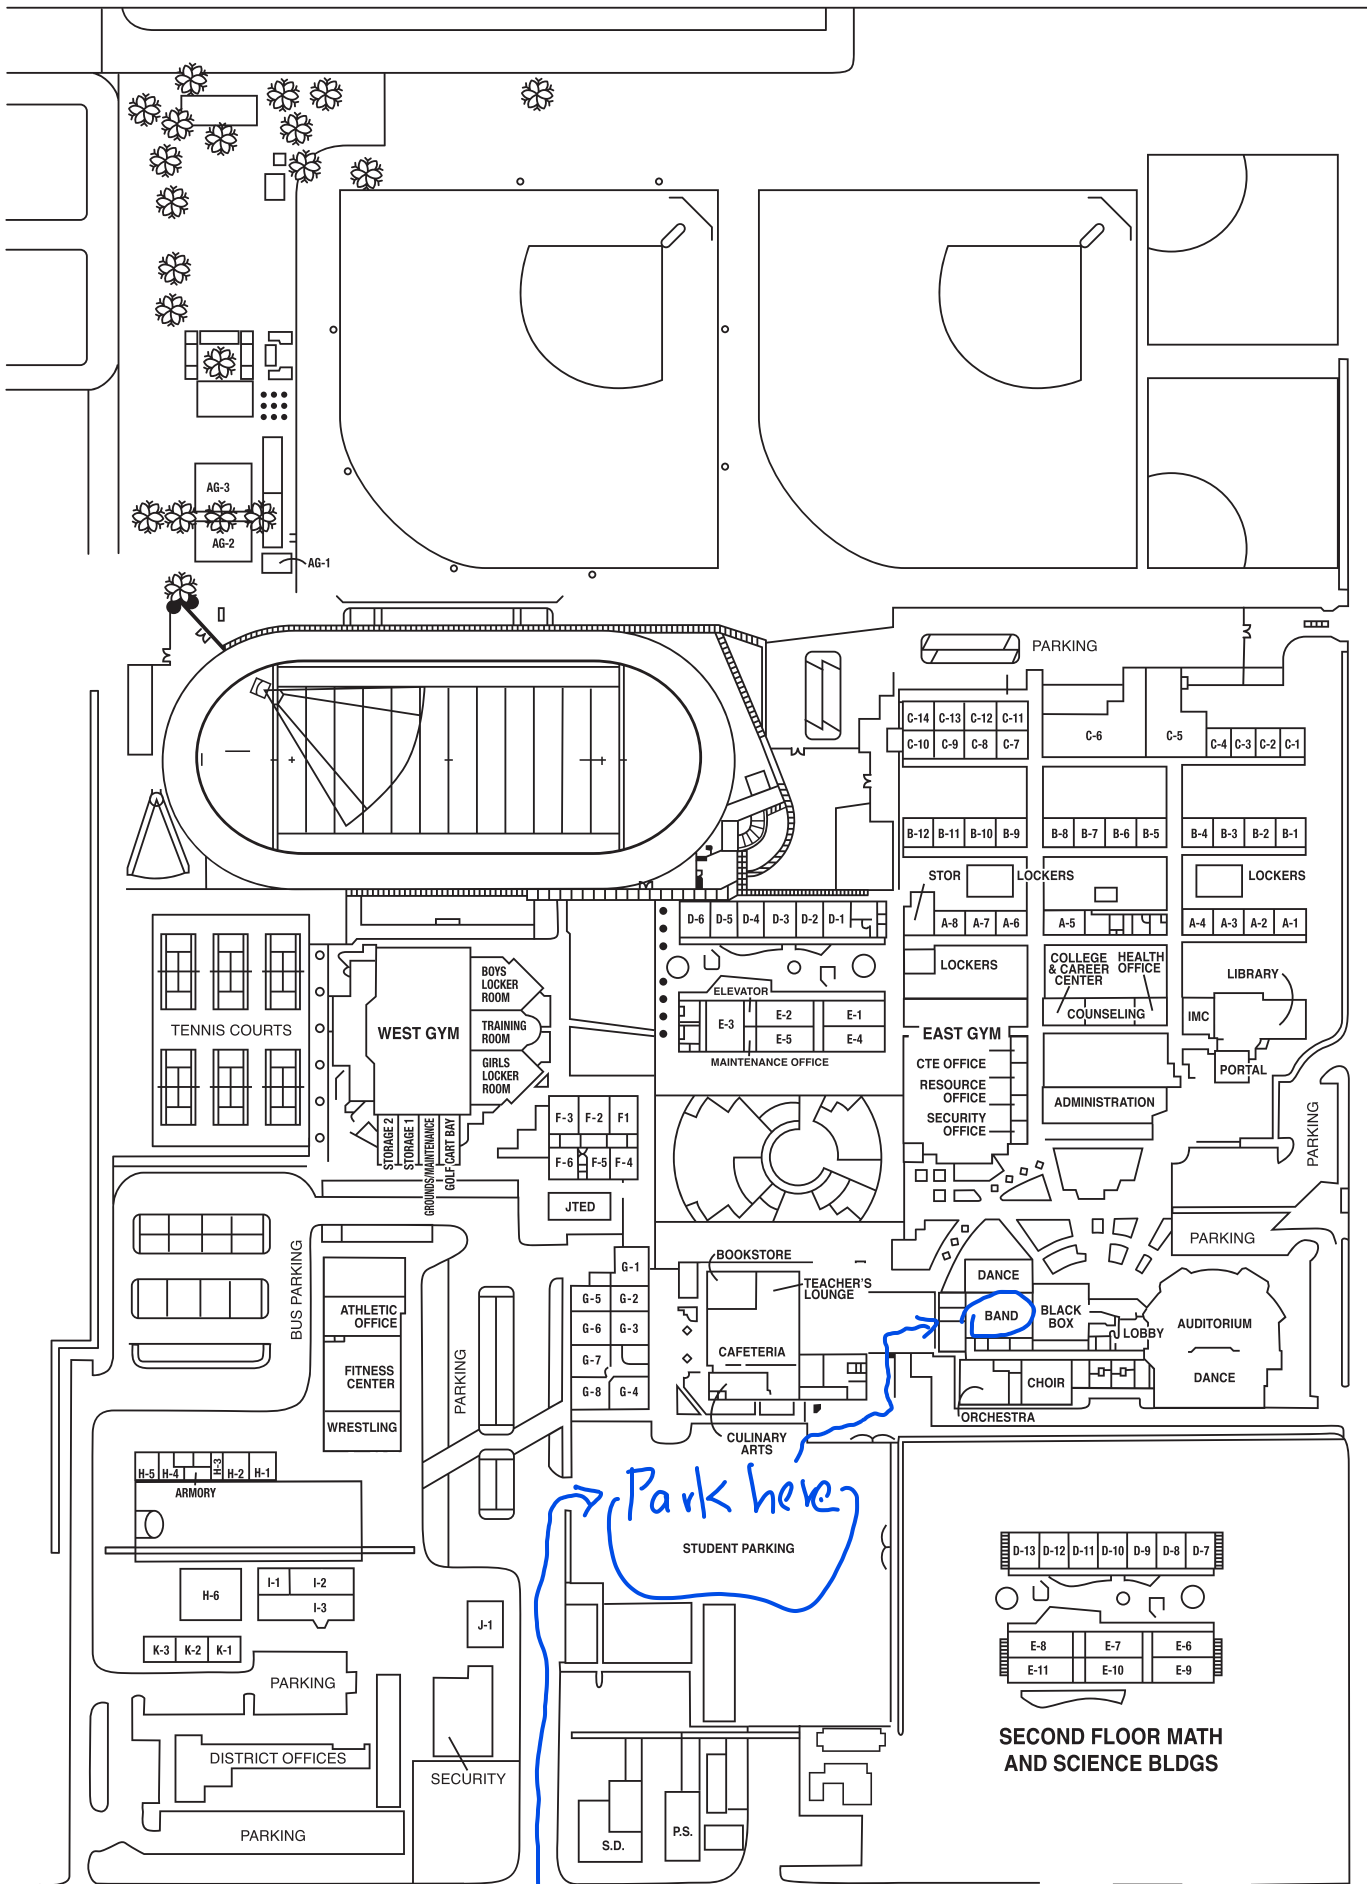 AG-3
AG-2
AG-1
PARKING
C-14 C-13 C-12 C-11
C-10 C-9 C-8 C-7
C-6
C-5
C-4 C-3 C-2 C-1
B-12 B-11 B-10 B-9
B-8 B-7 B-6 B-5
B-4 B-3 B-2 B-1
STOR
LOCKERS
LOCKERS
D-6 D-5 D-4 D-3 D-2 D-1
A-8 A-7 A-6
A-5
A-4 A-3 A-2 A-1
LOCKERS
COLLEGE
& CAREER
CENTER
HEALTH
OFFICE
LIBRARY
BOYS
LOCKER
ROOM
ELEVATOR
E-3
E-2
E-1
E-5
E-4
MAINTENANCE OFFICE
COUNSELING
IMC
TENNIS COURTS
WEST GYM
TRAINING
ROOM
GIRLS
LOCKER
ROOM
EAST GYM
CTE OFFICE
RESOURCE
OFFICE
SECURITY
OFFICE
PORTAL
ADMINISTRATION
PARKING
STORAGE 2
STORAGE 1
GROUNDS/MAINTENANCE
GOLF CART BAY
F-3 F-2 F1
F-6 F-5 F-4
JTED
PARKING
BUS PARKING
G-1
G-5 G-2
G-6 G-3
G-7
G-8 G-4
BOOKSTORE
TEACHER'S
LOUNGE
DANCE
BAND
BLACK
BOX
LOBBY
AUDITORIUM
DANCE
ATHLETIC
OFFICE
FITNESS
CENTER
WRESTLING
PARKING
CAFETERIA
CHOIR
ORCHESTRA
CULINARY
ARTS
H-5 H-4 H-3 H-2 H-1
ARMORY
Park here
STUDENT PARKING
D-13 D-12 D-11 D-10 D-9 D-8 D-7
H-6
I-1 I-2
I-3
J-1
K-3 K-2 K-1
E-8 E-7 E-6
E-11 E-10 E-9
PARKING
SECOND FLOOR MATH
AND SCIENCE BLDGS
DISTRICT OFFICES
SECURITY
PARKING
S.D.
P.S.